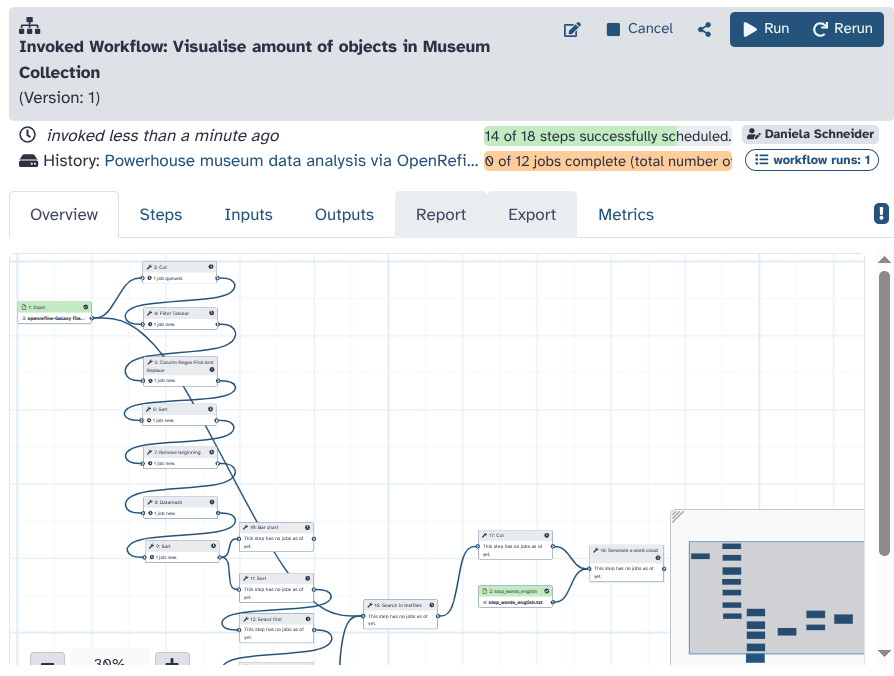 Invoked Workflow: Visualise amount of objects in Museum
Collection
(Version: 1)
Cancel
Run
Rerun
invoked less than a minute ago
14 of 18 steps successfully scheduled.
Daniela Schneider
History: Powerhouse museum data analysis via OpenRefi...
0 of 12 jobs complete (total number o
workflow runs: 1
Overview
Steps
Inputs
Outputs
Report
Export
Metrics
3: Cut
1 job queued.
1: Input
3: openrefine-Galaxy file...
4: Filter Tabular
1 job new.
5: Column Regex Find And
Replace
1 job new.
6: Sort
1 job new.
7: Remove beginning
1 job new.
8: Datamash
1 job new.
9: Sort
1 job new.
10: Bar chart
This step has no jobs as of
yet.
11: Sort
This step has no jobs as of
yet.
12: Select first
This step has no jobs as of
yet.
16: Search in textfiles
This step has no jobs as of
yet.
17: Cut
This step has no jobs as of
yet.
2: stop_words_english
4: stop_words_english.txt
18: Generate a word cloud
This step has no jobs as of
yet.
30%